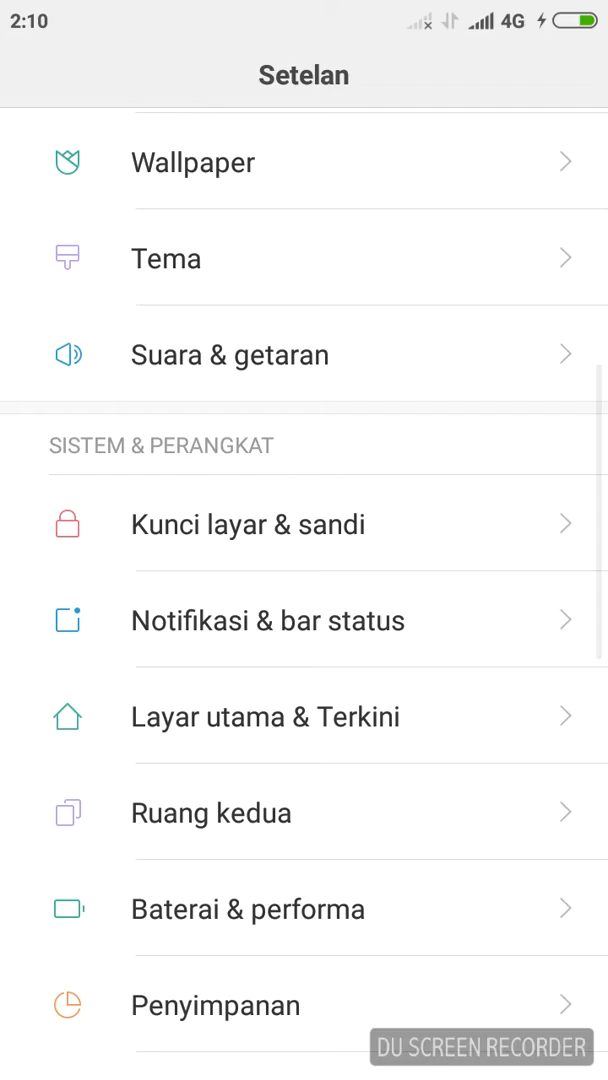 2:10
4G
Setelan
Wallpaper
Tema
Suara & getaran
SISTEM & PERANGKAT
Kunci layar & sandi
Notifikasi & bar status
Layar utama & Terkini
Ruang kedua
Baterai & performa
Penyimpanan
DU SCREEN RECORDER